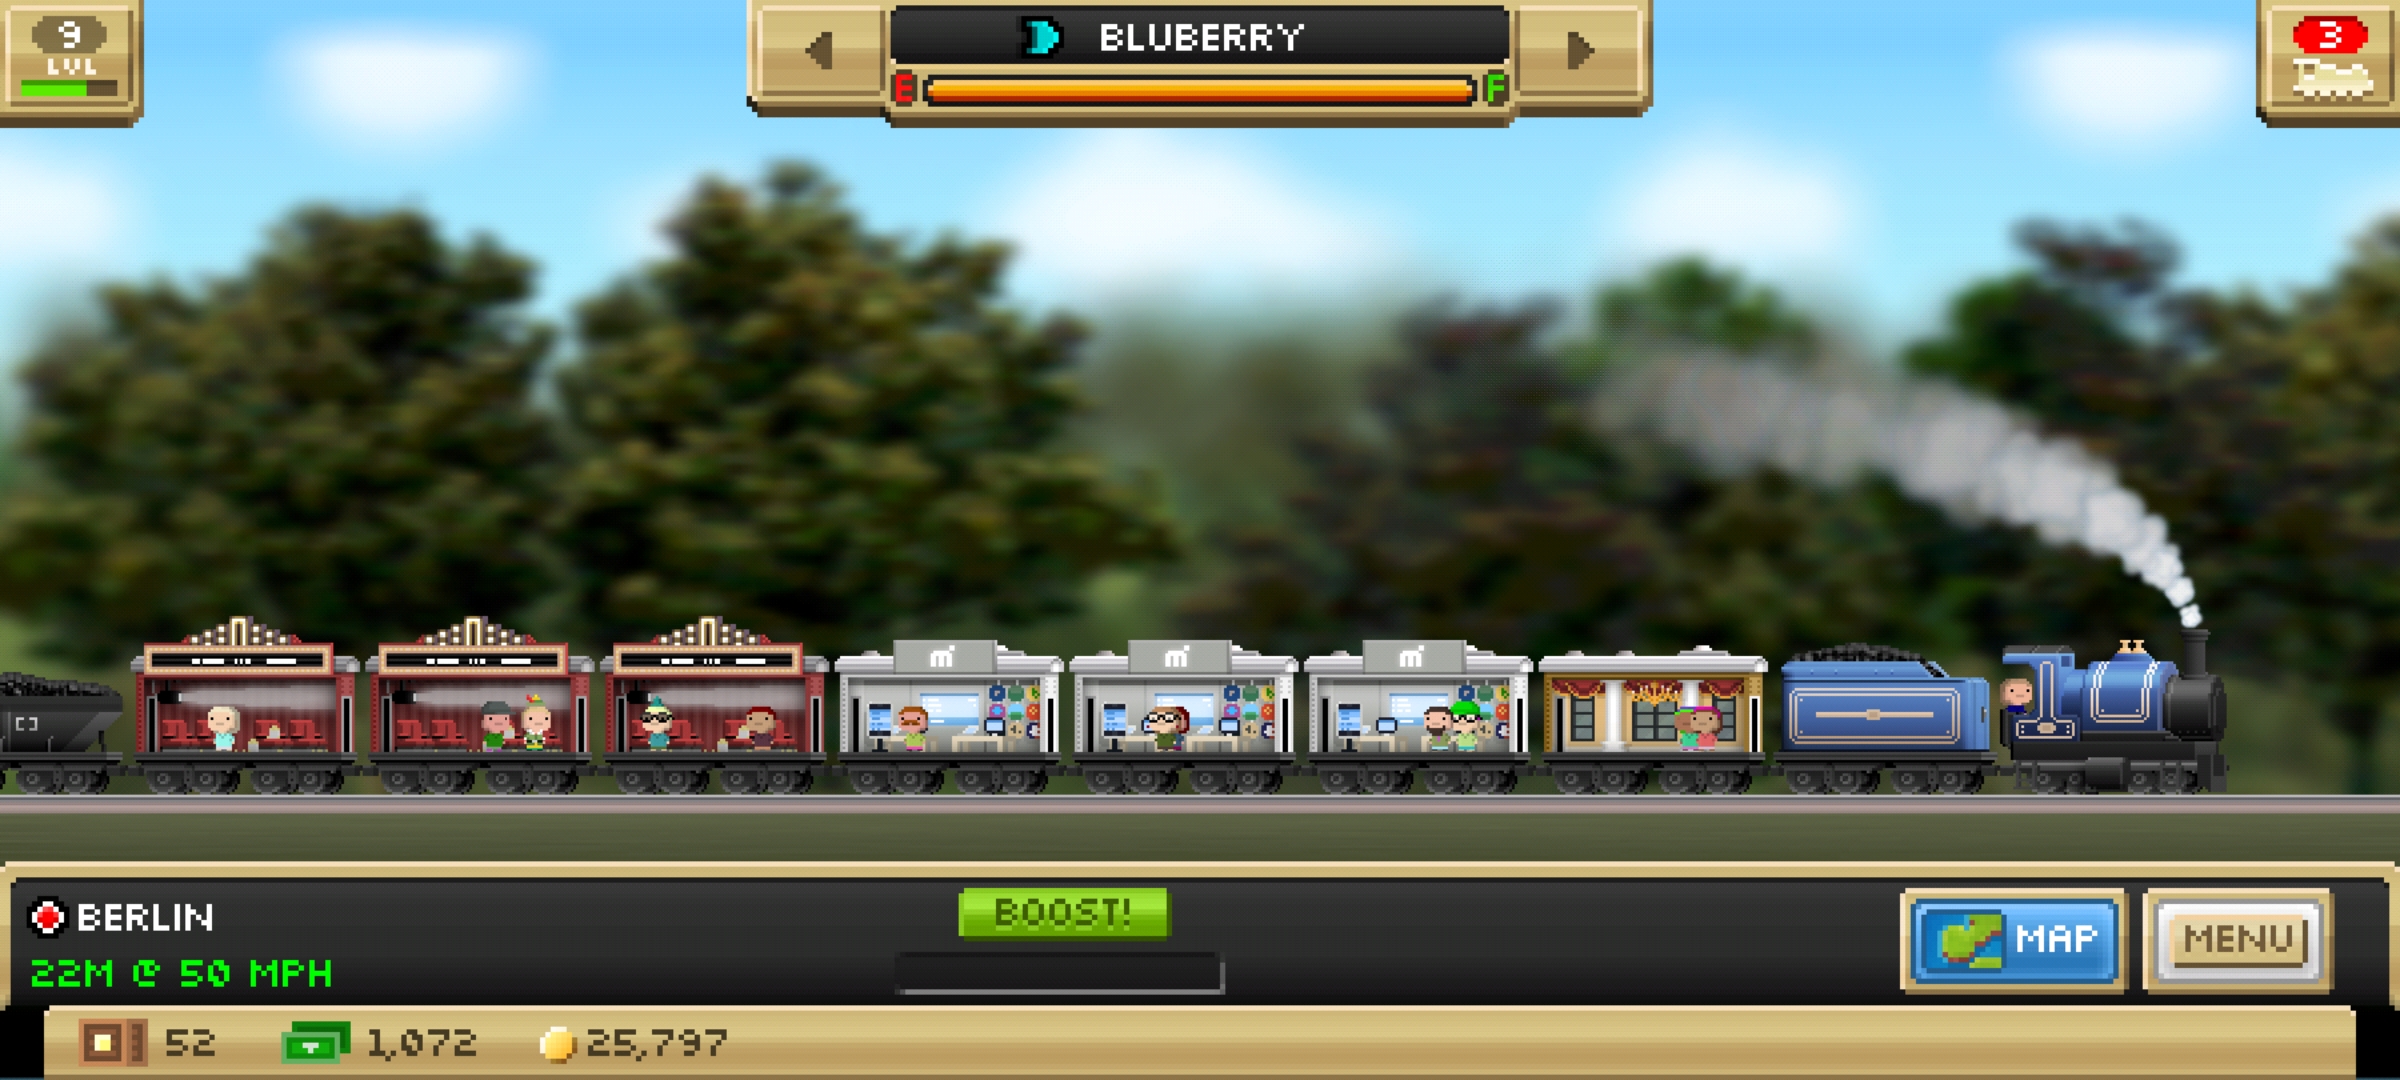 9
LVL
BLUBERRY
E F
3
m
m
m
BERLIN
22M @ 50 MPH
BOOST!
MAP
MENU
52
1,072
25,797